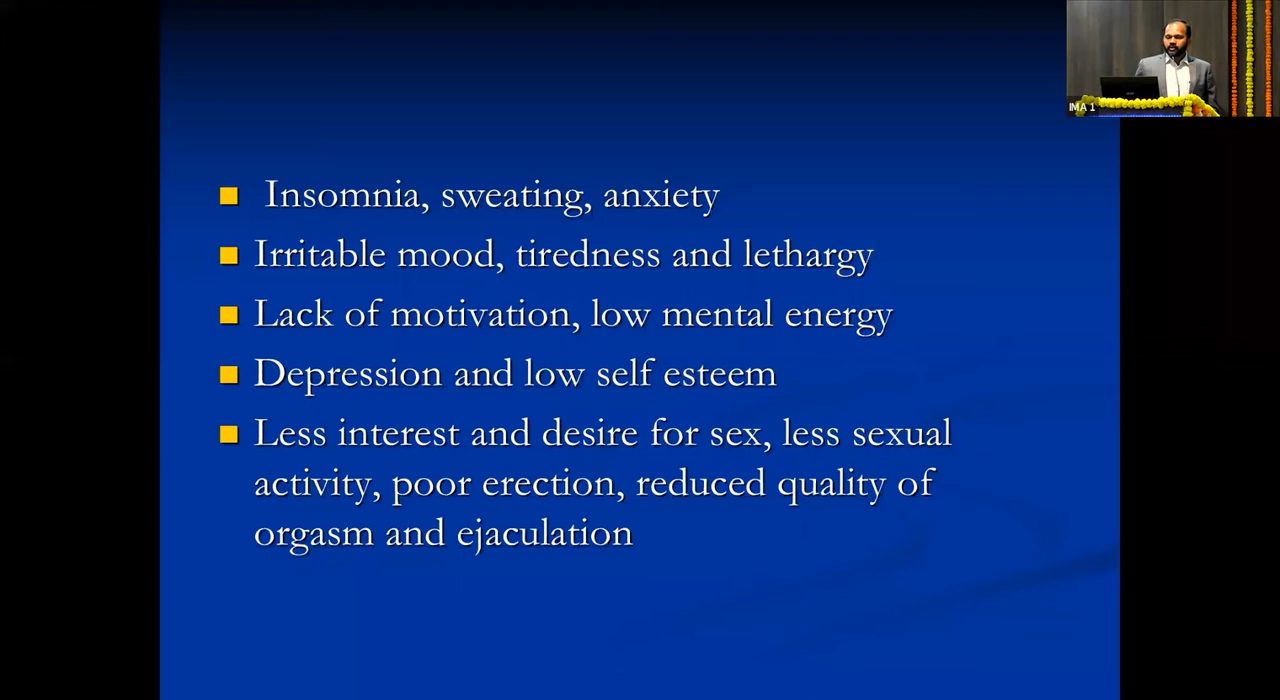 IMA 1
Insomnia, sweating, anxiety
Irritable mood, tiredness and lethargy
Lack of motivation, low mental energy
Depression and low self esteem
Less interest and desire for sex, less sexual
activity, poor erection, reduced quality of
orgasm and ejaculation